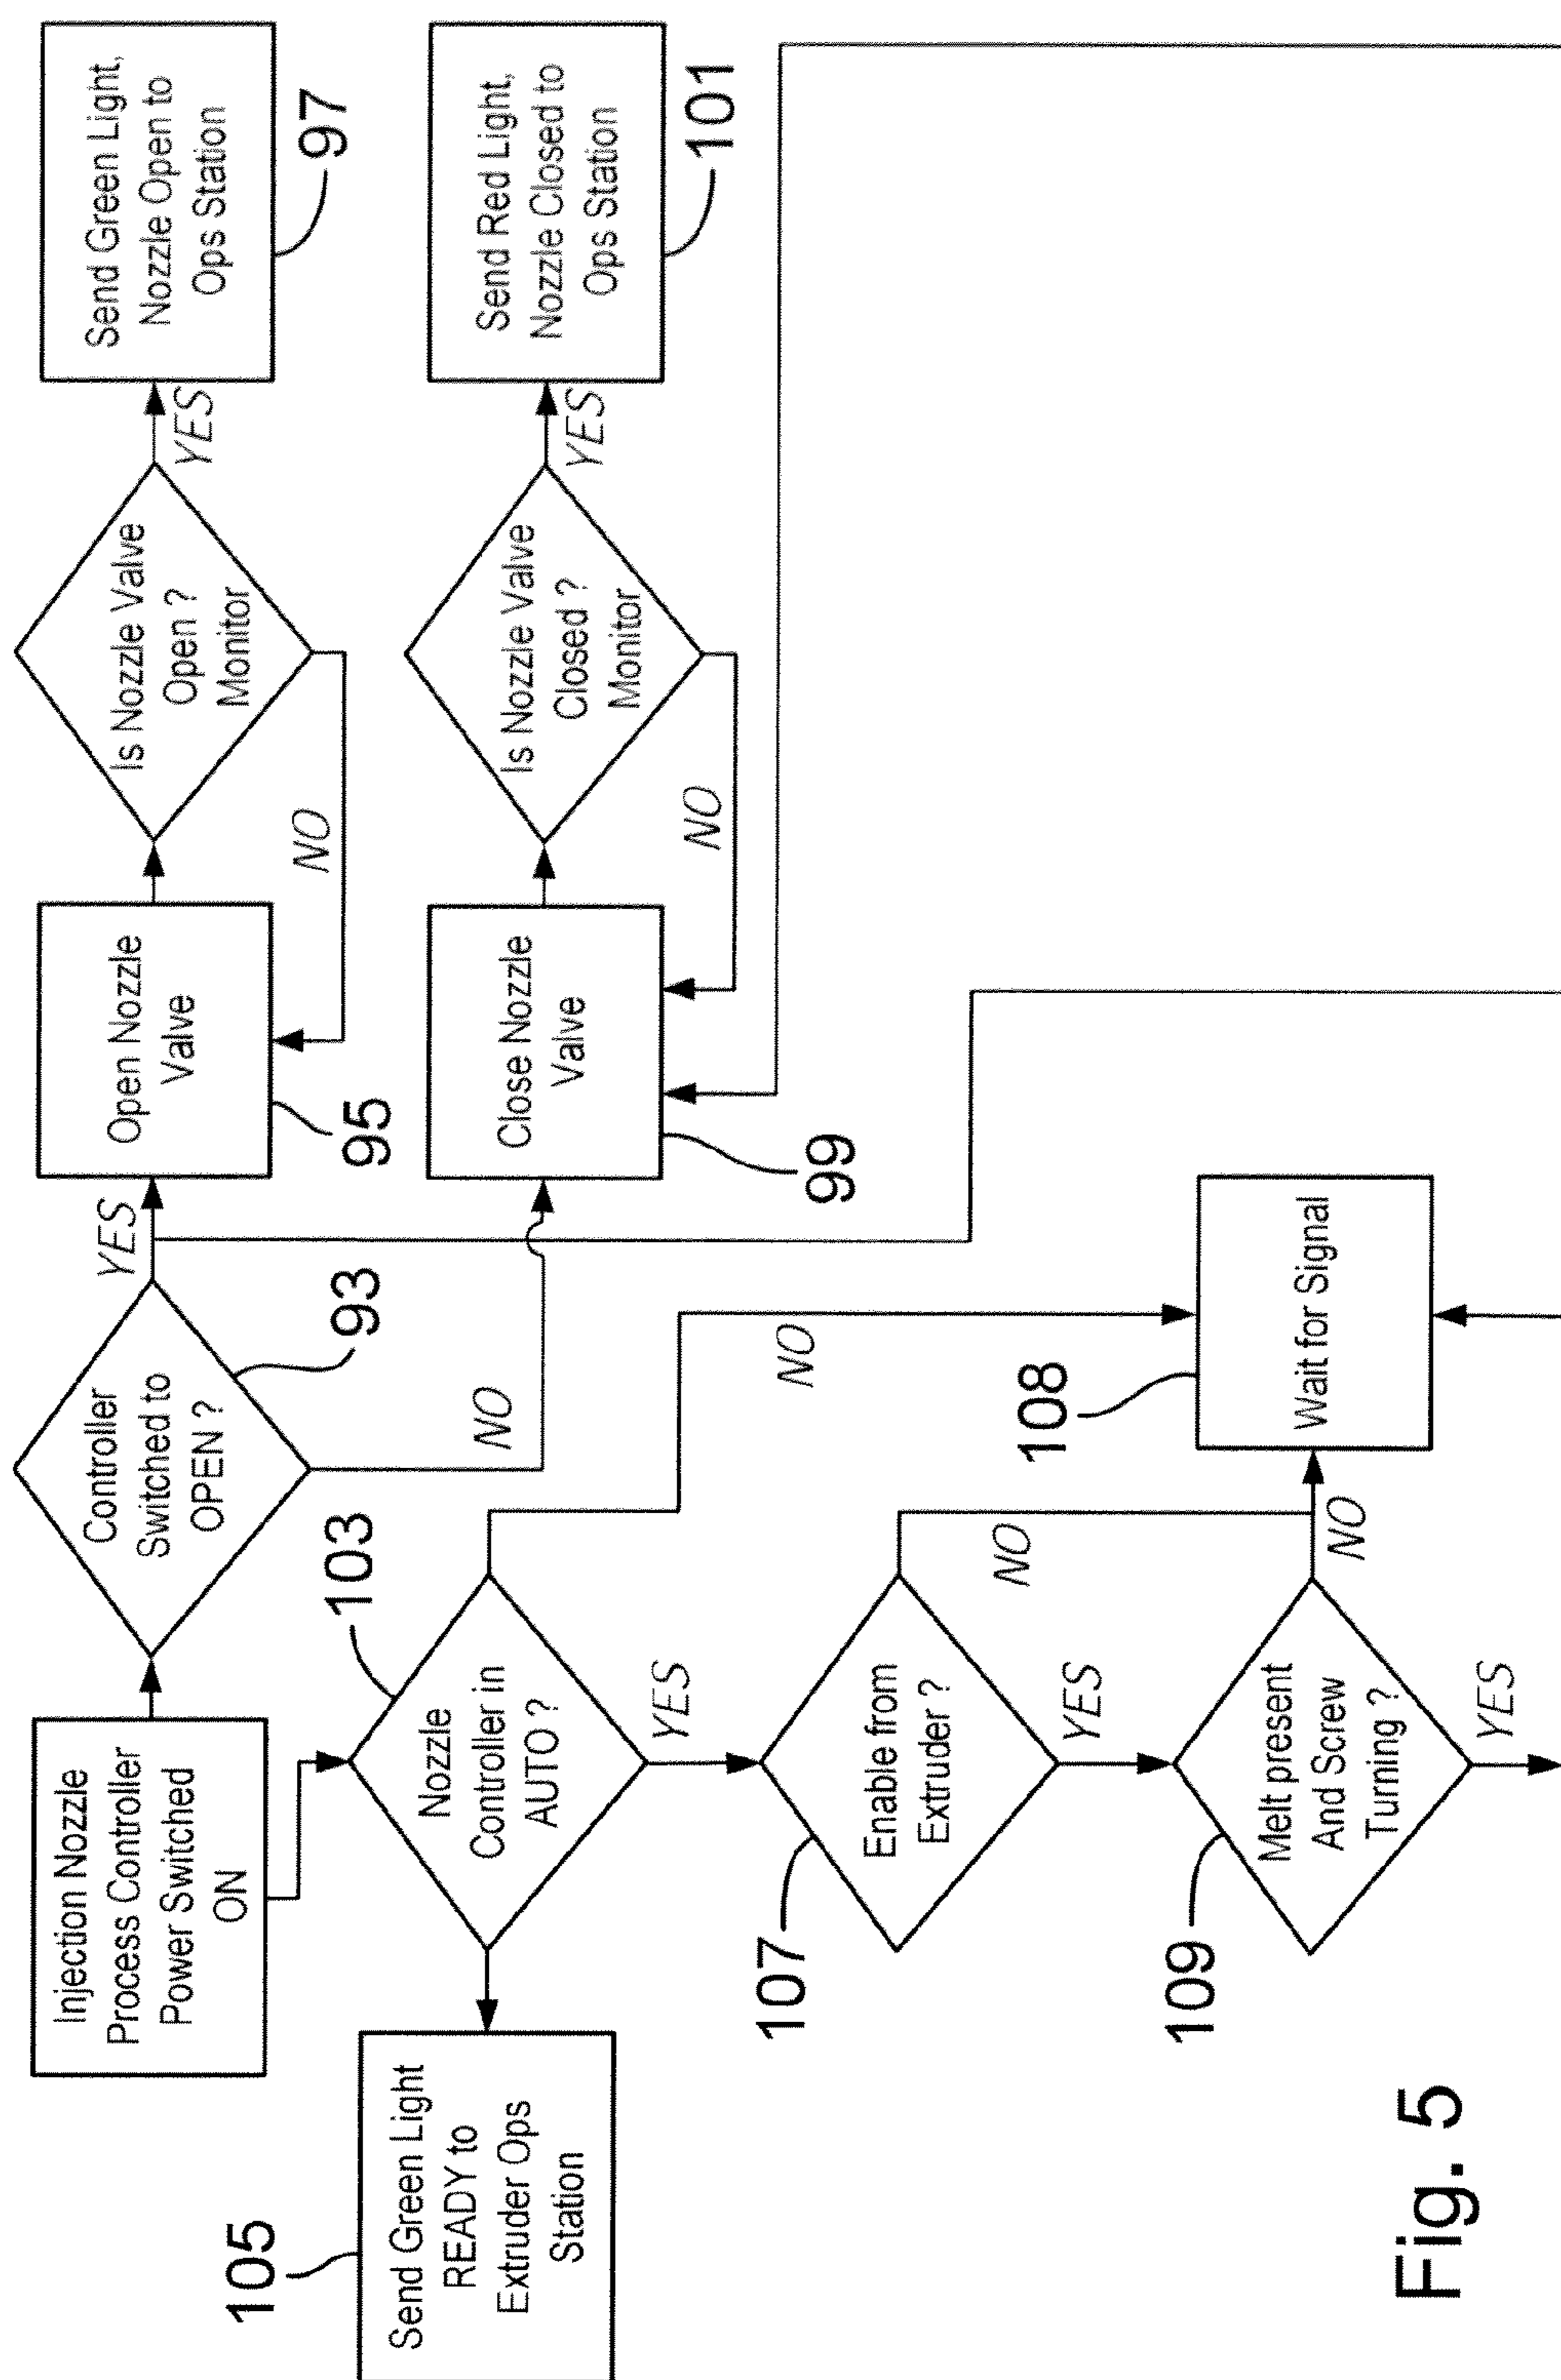 Injection Nozzle
Process Controller
Power Switched
ON
Controller
Switched to
OPEN ?
93
YES
NO
Open Nozzle
Valve
95
Is Nozzle Valve
Open ?
Monitor
YES
NO
Send Green Light,
Nozzle Open to
Ops Station
97
Close Nozzle
Valve
99
Is Nozzle Valve
Closed ?
Monitor
YES
NO
Send Red Light,
Nozzle Closed to
Ops Station
101
105
Send Green Light
READY to
Extruder Ops
Station
103
Nozzle
Controller in
AUTO ?
YES
NO
107
Enable from
Extruder ?
YES
NO
109
Melt present
And Screw
Turning ?
YES
NO
108
Wait for Signal
Fig. 5